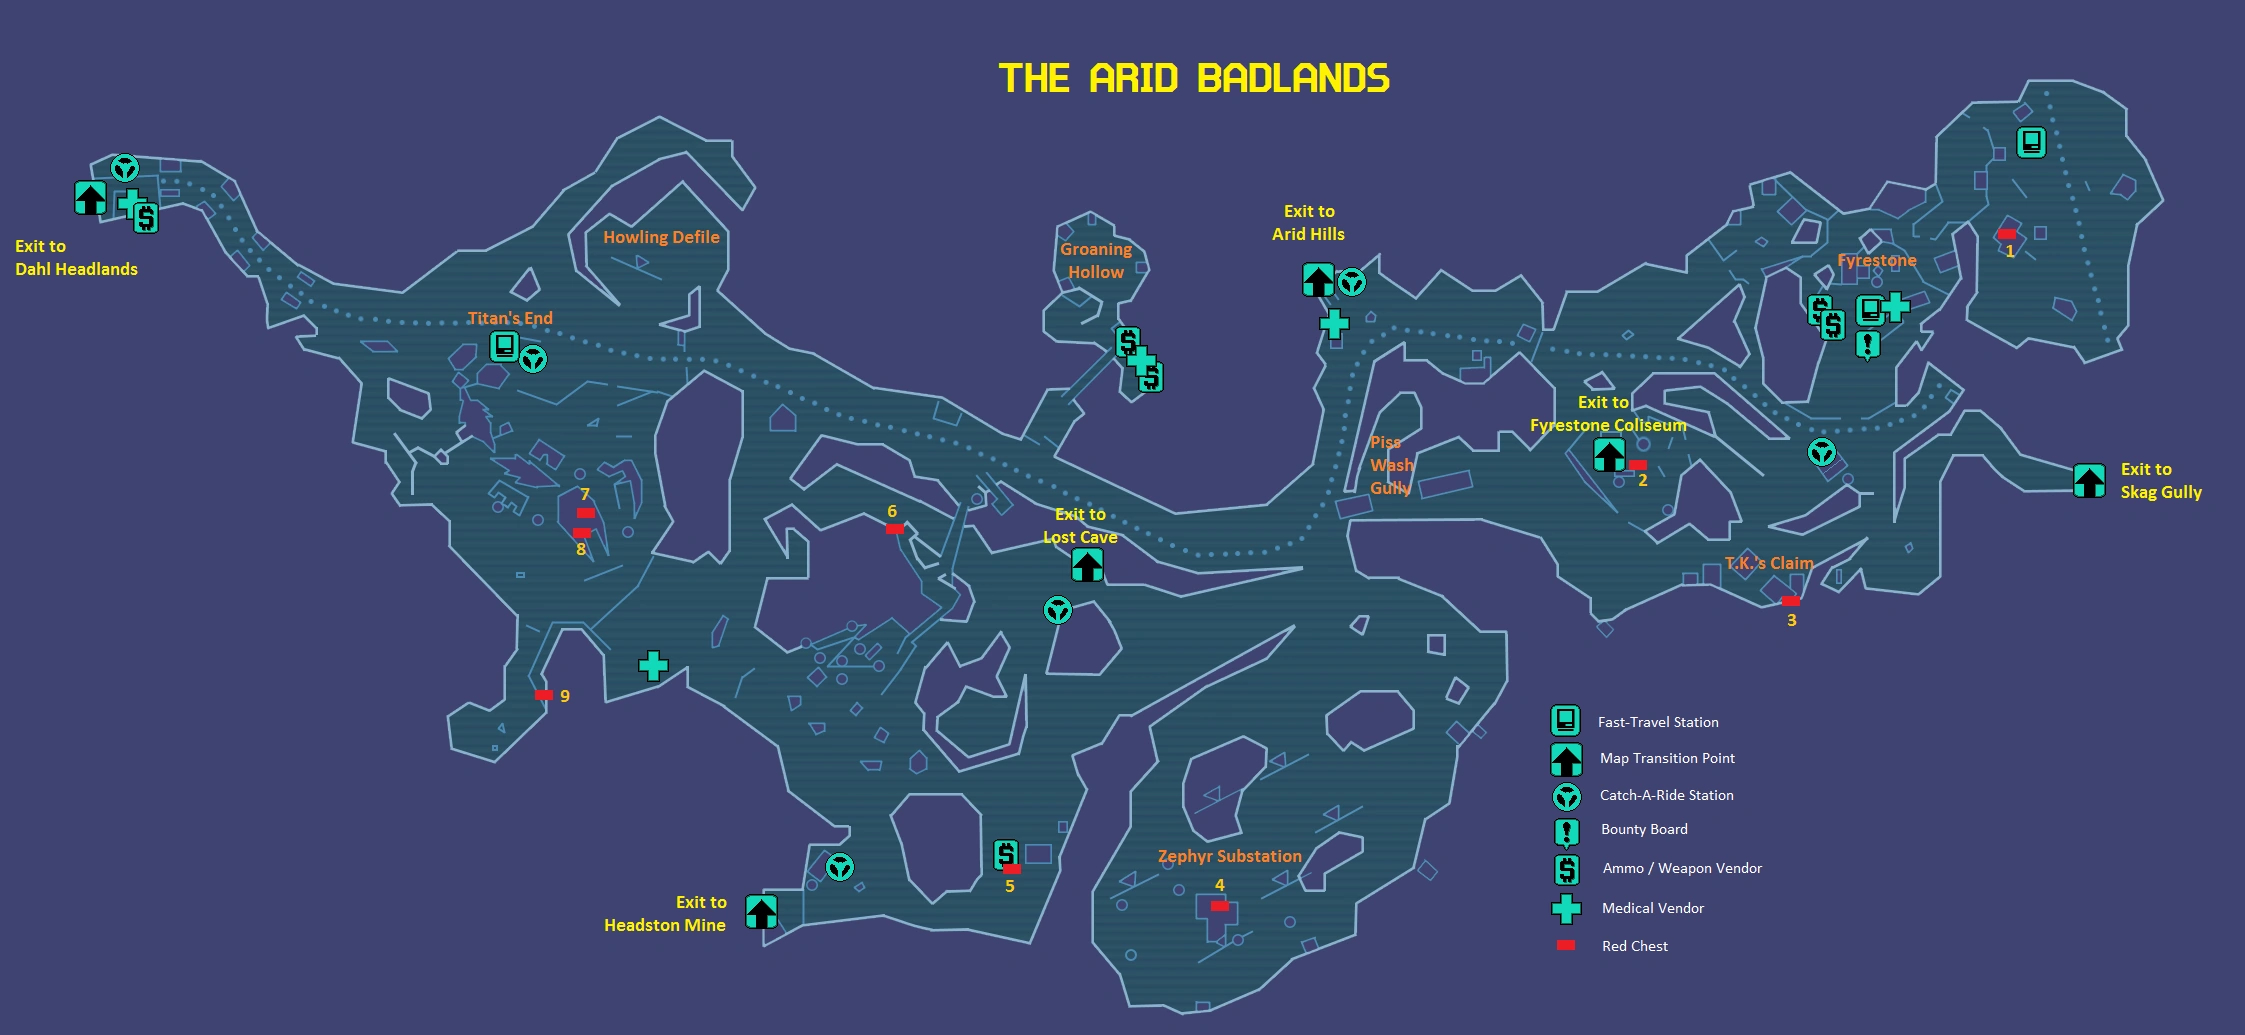 THE ARID BADLANDS
Exit to
Dahl Headlands
Howling Defile
Titan's End
Groaning
Hollow
Exit to
Arid Hills
Fyrestone
1
Exit to
Fyrestone Coliseum
2
Piss
Wash
Gully
Exit to
Skag Gully
7
8
6
Exit to
Lost Cave
T.K.'s Claim
3
9
Zephyr Substation
4
5
Exit to
Headston Mine
Fast-Travel Station
Map Transition Point
Catch-A-Ride Station
Bounty Board
Ammo / Weapon Vendor
Medical Vendor
Red Chest